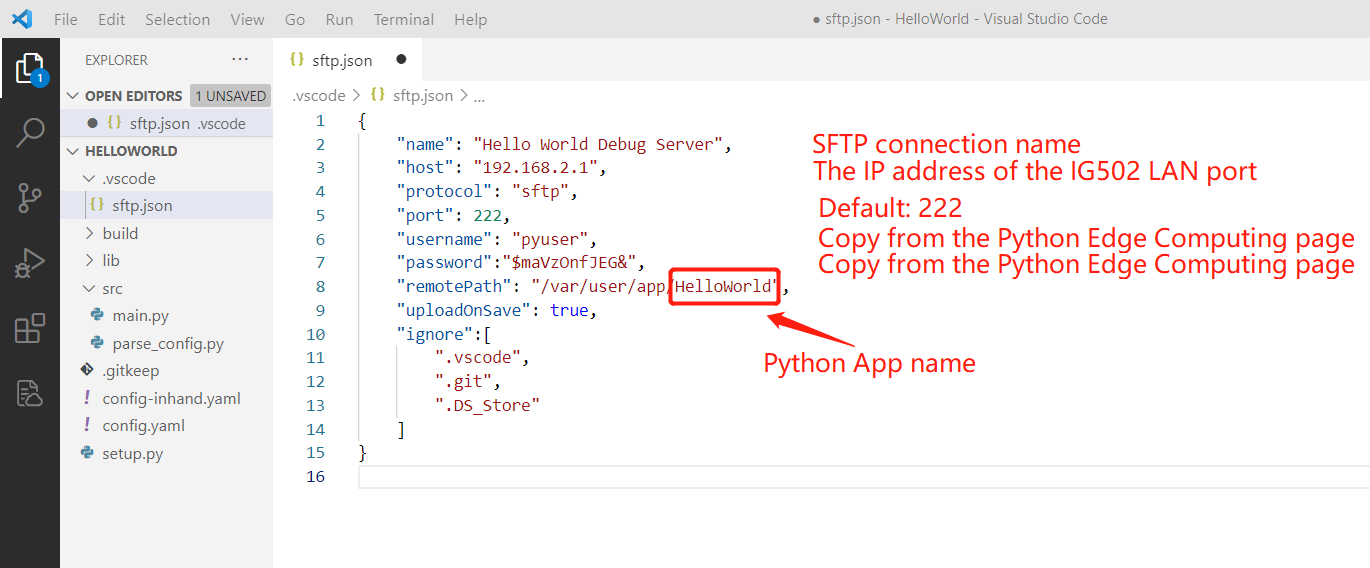 File Edit Selection View Go Run Terminal Help ● sftp.json - HelloWorld - Visual Studio Code
EXPLORER ...
{} sftp.json ●
1
OPEN EDITORS 1 UNSAVED
● {} sftp.json .vscode
HELLOWORLD
.vscode
{} sftp.json
build
lib
src
main.py
parse_config.py
.gitkeep
! config-inhand.yaml
! config.yaml
setup.py
.vscode > {} sftp.json > ...
1 {
2 "name": "Hello World Debug Server",
3 "host": "192.168.2.1",
4 "protocol": "sftp",
5 "port": 222,
6 "username": "pyuser",
7 "password":"$maVzOnfJEG&",
8 "remotePath": "/var/user/app/HelloWorld",
9 "uploadOnSave": true,
10 "ignore":[
11 ".vscode",
12 ".git",
13 ".DS_Store"
14 ]
15 }
16
SFTP connection name
The IP address of the IG502 LAN port
Default: 222
Copy from the Python Edge Computing page
Copy from the Python Edge Computing page
Python App name